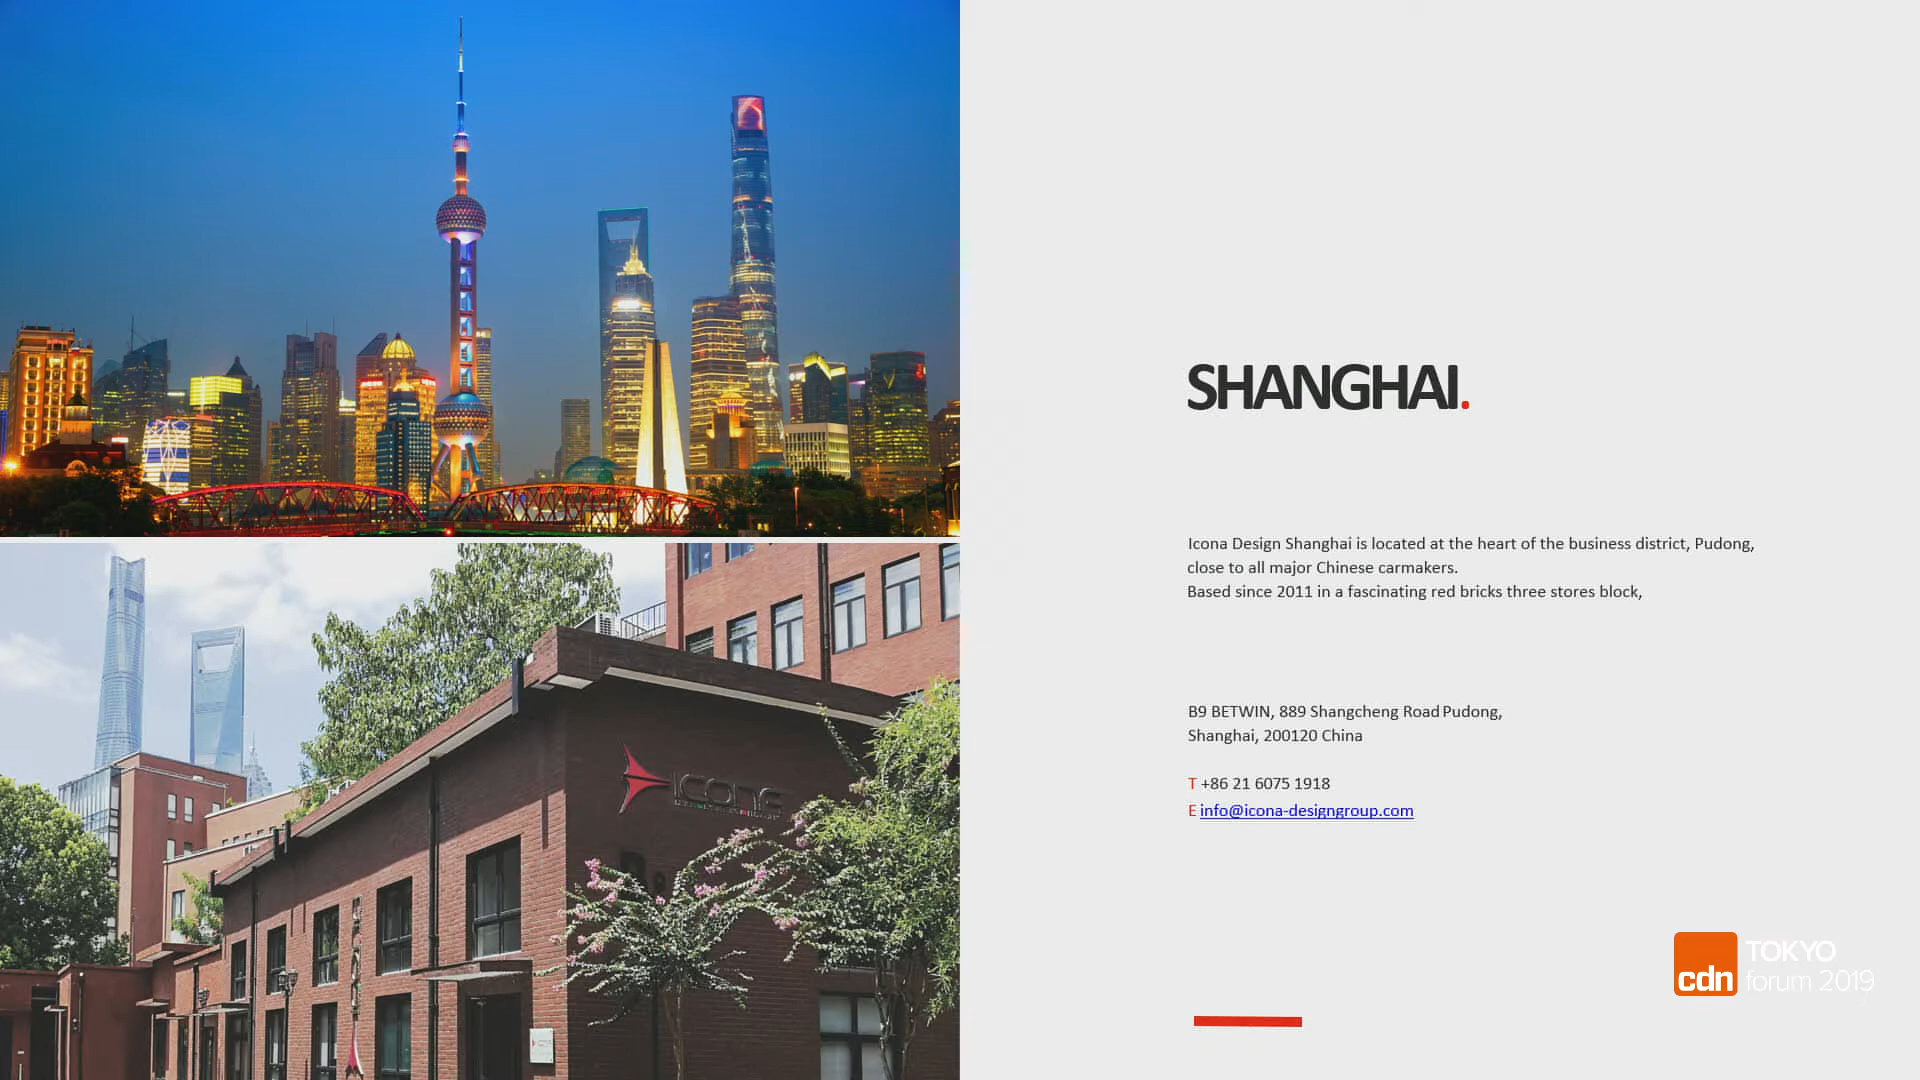 SHANGHAI.
Icona Design Shanghai is located at the heart of the business district, Pudong,
close to all major Chinese carmakers.
Based since 2011 in a fascinating red bricks three stores block,
B9 BETWIN, 889 Shangcheng Road Pudong,
Shanghai, 200120 China
T +86 21 6075 1918
E info@icona-designgroup.com
ICONA
cdn
TOKYO
forum 2019